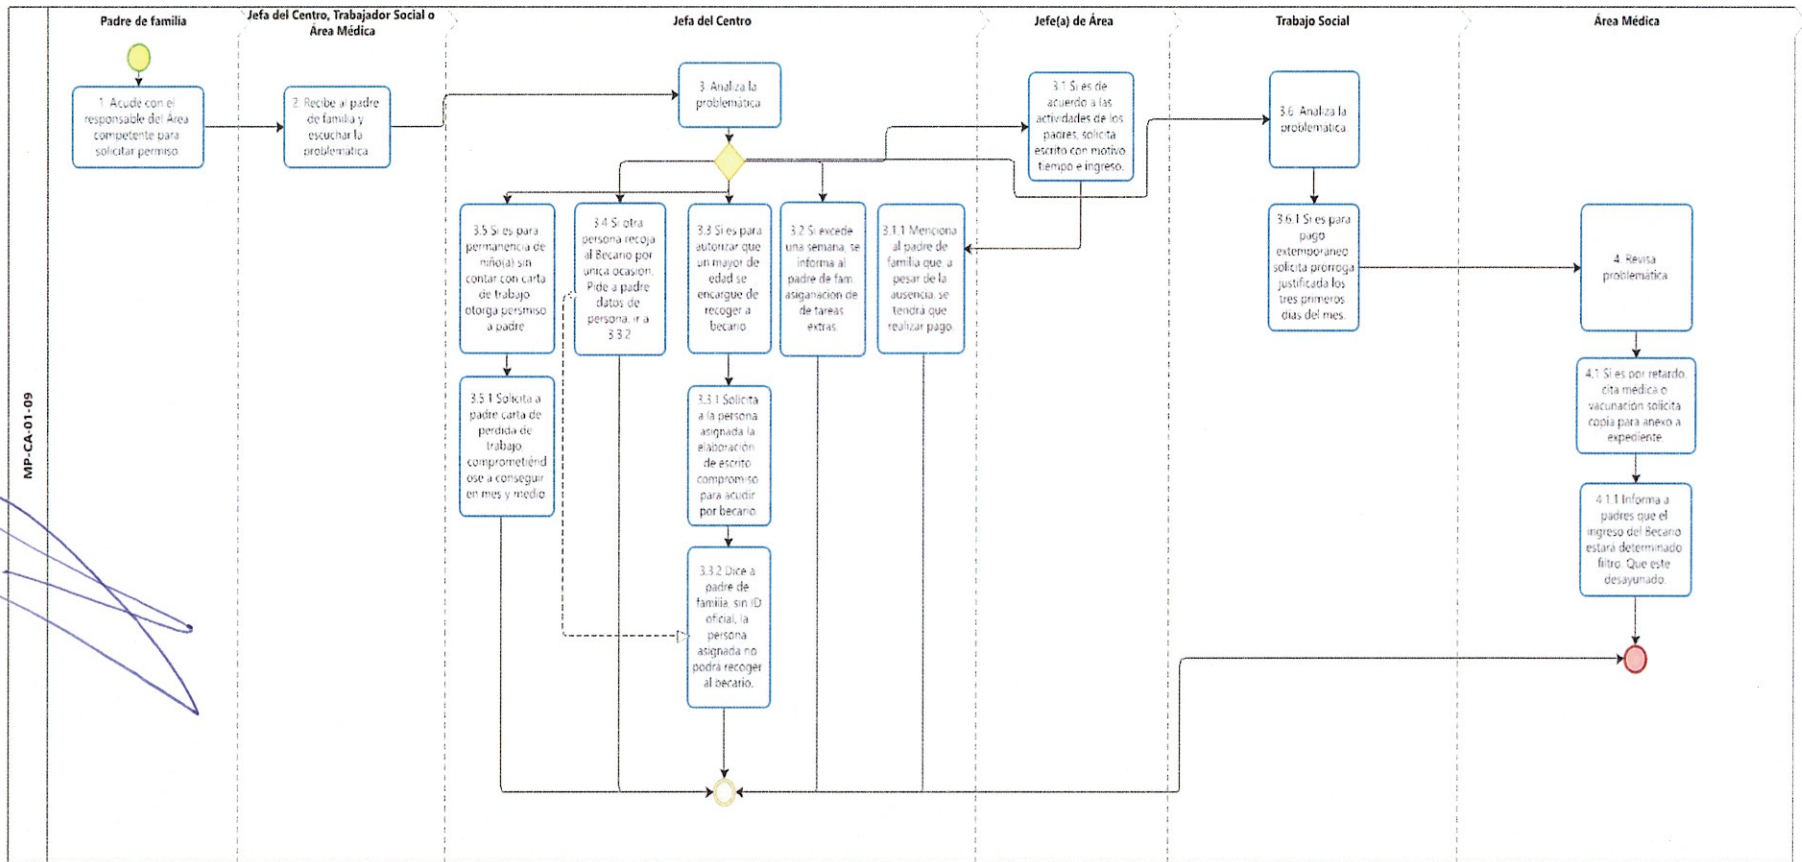 Padre de familia
Jefa del Centro, Trabajador Social o
Área Médica
Jefa del Centro
Jefe(a) de Área
Trabajo Social
Área Médica
MP-CA-01-09
1. Acude con el
responsable del Área
competente para
solicitar permiso.
2. Recibe al padre
de familia y
escuchar la
problemática.
3. Analiza la
problemática
3.1 Si es de
acuerdo a las
actividades de los
padres, solicita
escrito con motivo,
tiempo e ingreso.
3.6. Analiza la
problemática
3.5 Si es para
permanencia de
niño(a) sin
contar con carta
de trabajo
otorga persmiso
a padre
3.4 Si otra
persona recoja
al Becario por
única ocasión.
Pide a padre
datos de
persona, ir a
3.3.2
3.3 Si es para
autorizar que
un mayor de
edad se
encargue de
recoger a
becario
3.2 Si excede
una semana, se
informa al
padre de fam.
asiganación de
de tareas
extras.
3.1.1 Menciona
al padre de
familia que, a
pesar de la
ausencia, se
tendrá que
realizar pago.
3.6.1 Si es para
pago
extemporaneo
solicita prorroga
justificada los
tres primeros
días del mes.
4. Revisa
problemática
3.5.1 Solicita a
padre carta de
perdida de
trabajo,
comprometiénd
ose a conseguir
en mes y medio
3.3.1 Solicita
a la persona
asignada la
elaboración
de escrito
compromiso
para acudir
por becario.
4.1 Si es por retardo,
cita medica o
vacunación solicita
copia para anexo a
expediente.
3.3.2 Dice a
padre de
familia, sin ID
oficial, la
persona
asignada no
podrá recoger
al becario.
4.1.1 Informa a
padres que el
ingreso del Becario
estará determinado
filtro. Que este
desayunado.